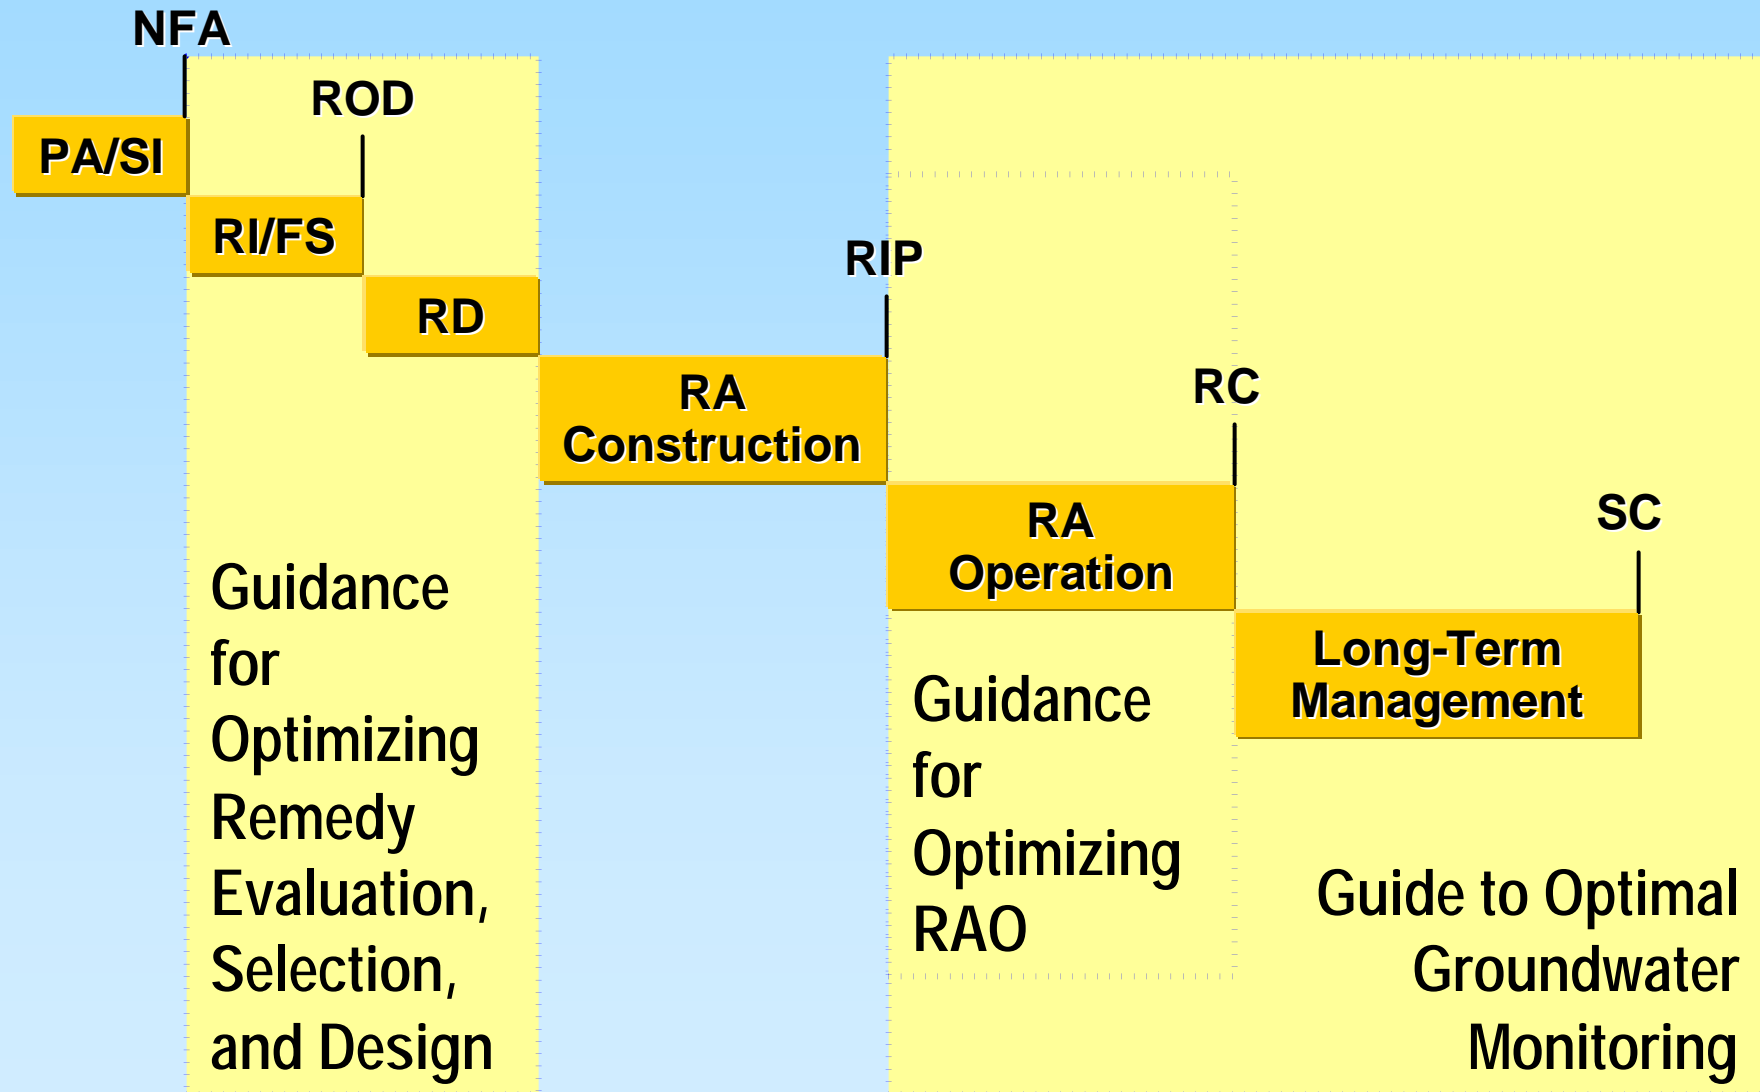 NFA
ROD
PA/SI
RI/FS
RIP
RD
RA
Construction
RC
RA
Operation
SC
Long-Term
Management
Guidance
for
Optimizing
Remedy
Evaluation,
Selection,
and Design
Guidance
for
Optimizing
RAO
Guide to Optimal
Groundwater
Monitoring